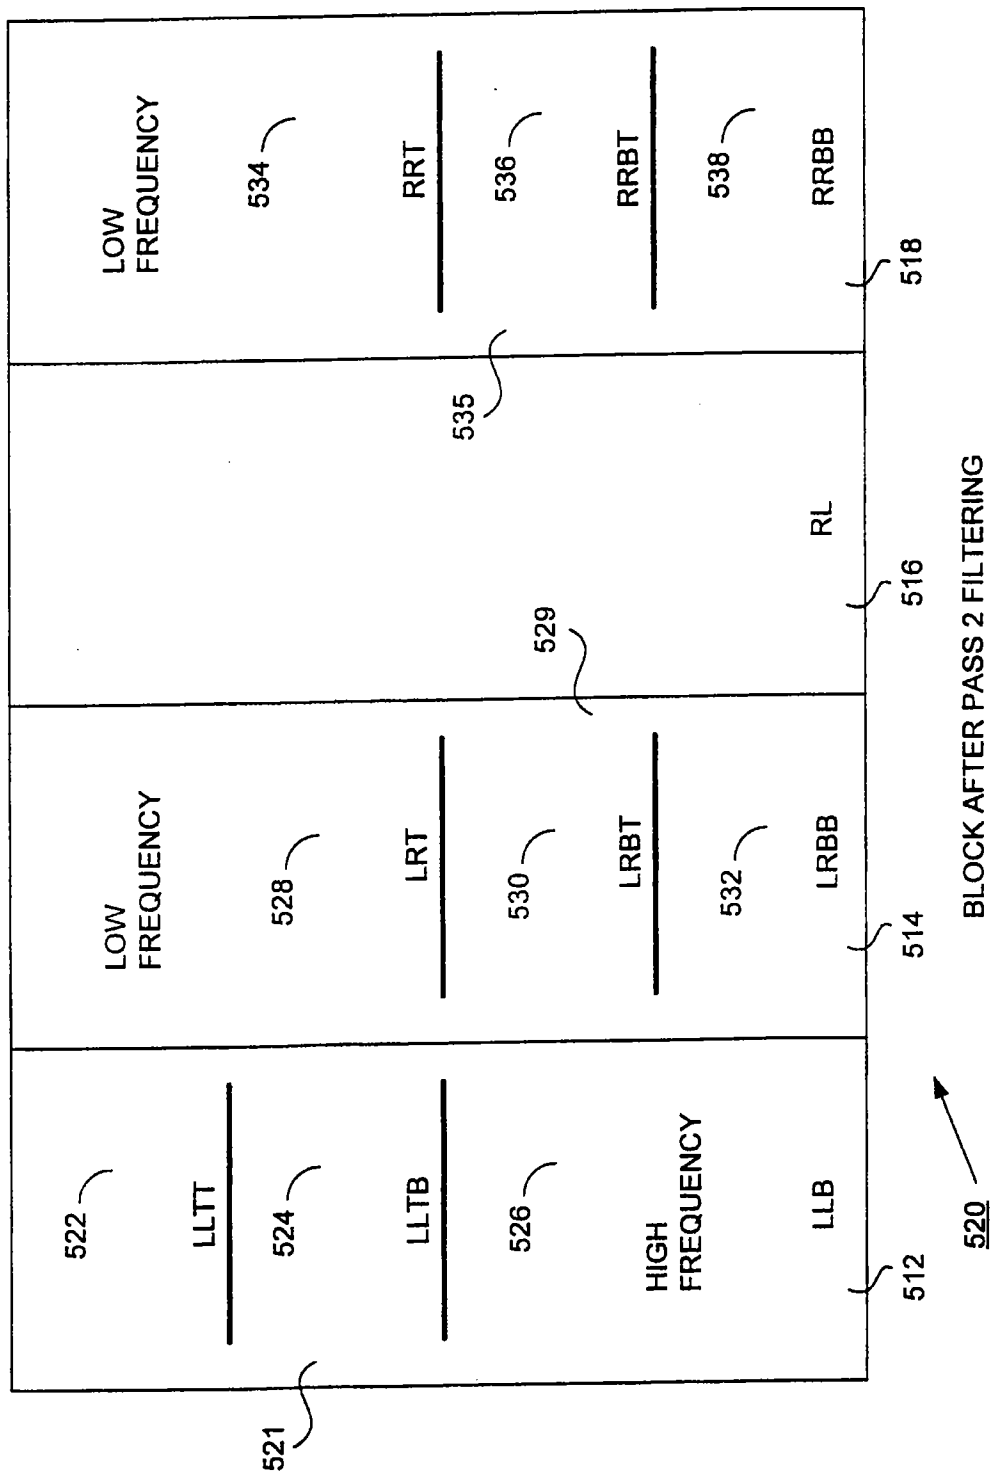 521
522
LLTT
524
LLTB
526
HIGH
FREQUENCY
LLB
512
LOW
FREQUENCY
528
LRT
530
529
LRBT
532
LRBB
514
RL
516
LOW
FREQUENCY
534
RRT
535
536
RRBT
538
RRBB
518
520
BLOCK AFTER PASS 2 FILTERING